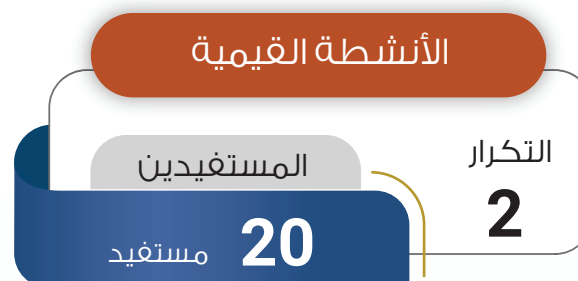 الأنشطة القيمية
التكرار
2
المستفيدين
20 مستفيد